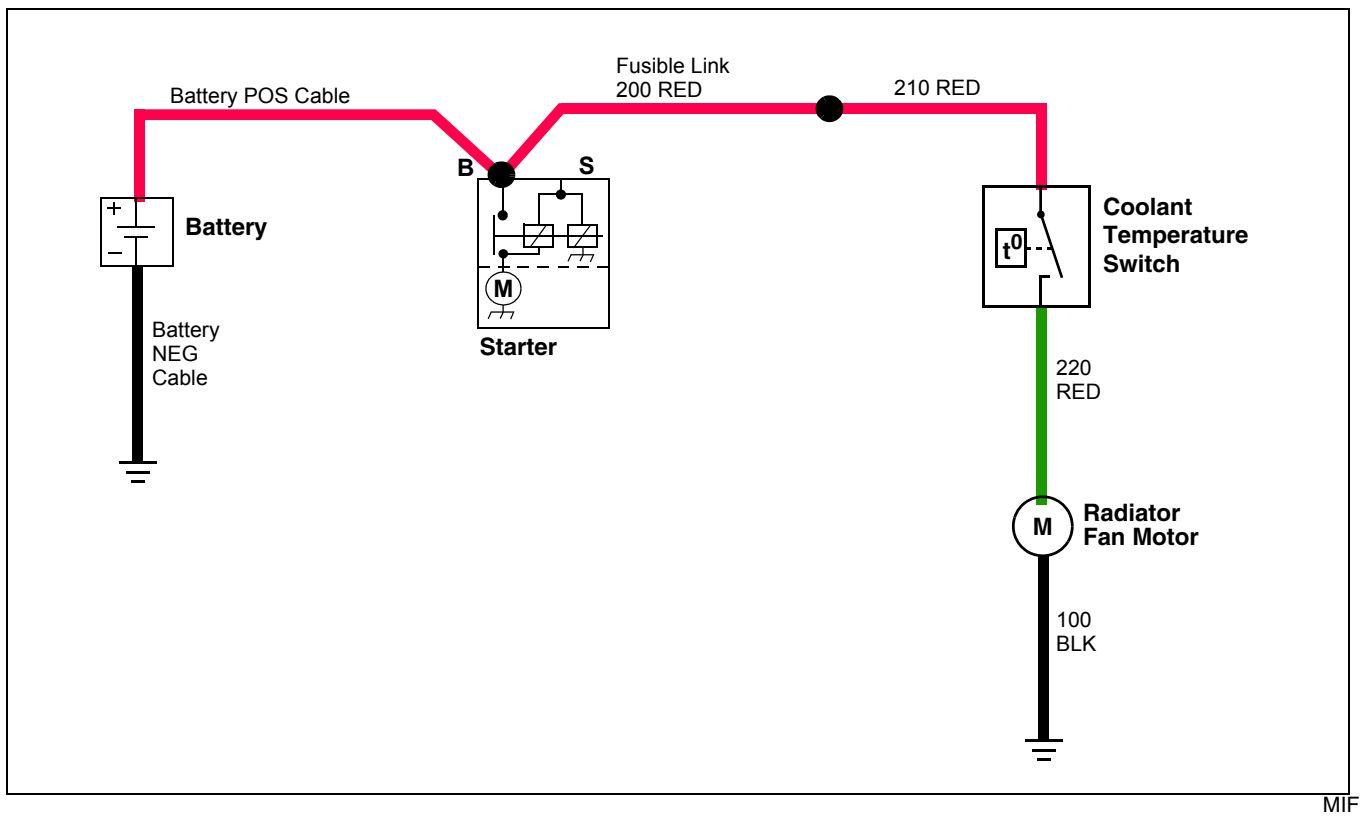 Fusible Link
200 RED
210 RED
Battery POS Cable
B
S
+
Battery
−
Coolant
Temperature
Switch
t0
M
Starter
Battery
NEG
Cable
220
RED
M
Radiator
Fan Motor
100
BLK
MIF